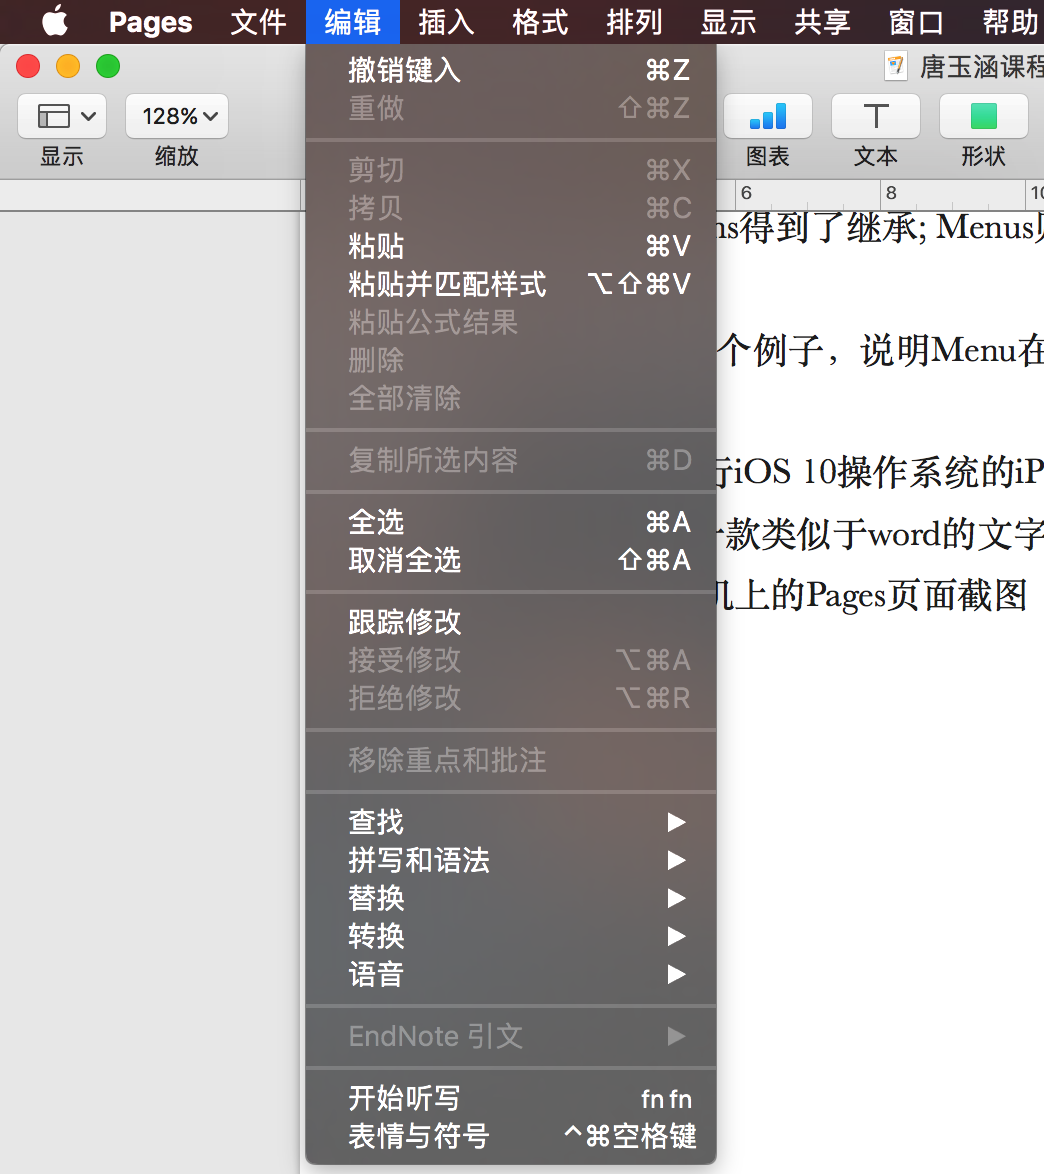 Pages 文件 编辑 插入 格式 排列 显示 共享 窗口 帮助
唐玉涵课程
128%
显示 缩放 图表 文本 形状
6 8 10
撤销键入 ⌘Z
重做 ⇧⌘Z
剪切 ⌘X
拷贝 ⌘C
粘贴 ⌘V
粘贴并匹配样式 ⌥⇧⌘V
粘贴公式结果
删除
全部清除
复制所选内容 ⌘D
全选 ⌘A
取消全选 ⇧⌘A
跟踪修改
接受修改 ⌥⌘A
拒绝修改 ⌥⌘R
移除重点和批注
查找 ▶
拼写和语法 ▶
替换 ▶
转换 ▶
语音 ▶
EndNote 引文 ▶
开始听写 fn fn
表情与符号 ^⌘空格键
ns得到了继承; Menus
个例子，说明Menu在
行iOS 10操作系统的iP
款类似于word的文字
机上的Pages页面截图